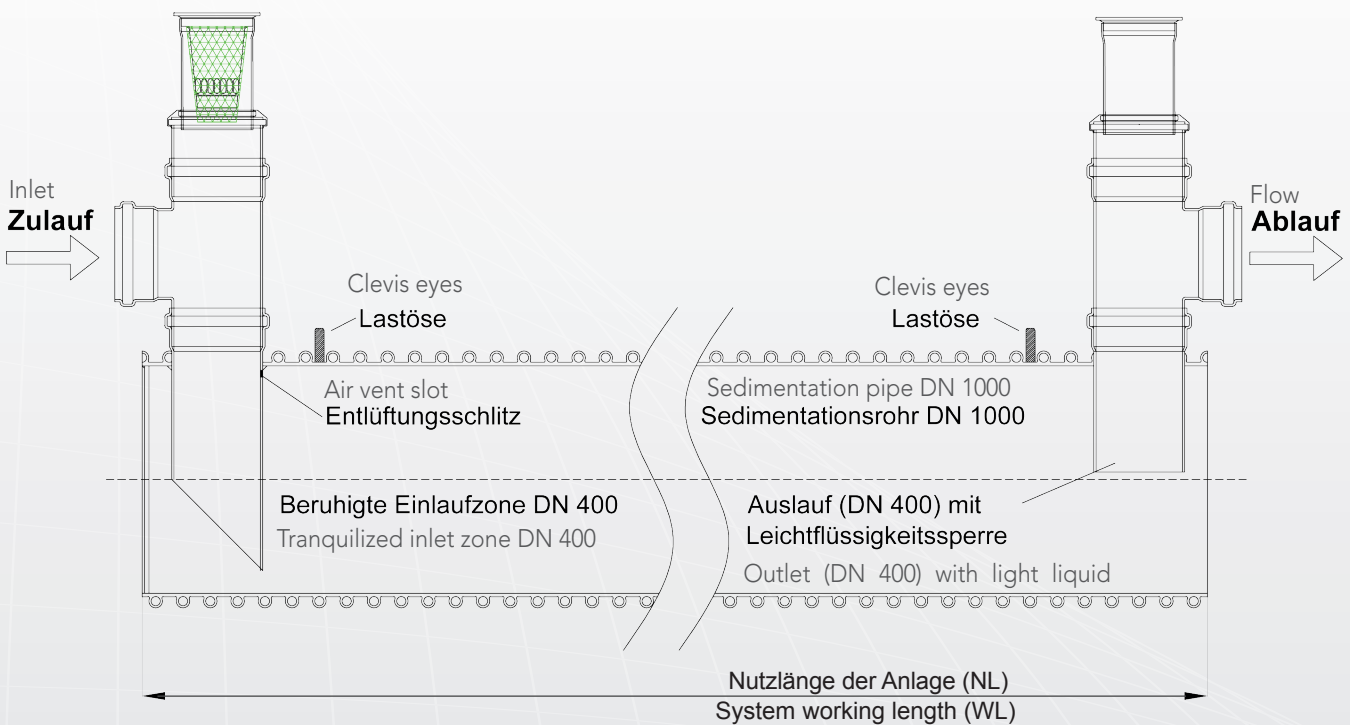 Inlet
Zulauf
Flow
Ablauf
Clevis eyes
Lastöse
Clevis eyes
Lastöse
Air vent slot
Entlüftungsschlitz
Sedimentation pipe DN 1000
Sedimentationsrohr DN 1000
Beruhigte Einlaufzone DN 400
Tranquilized inlet zone DN 400
Auslauf (DN 400) mit
Leichtflüssigkeitssperre
Outlet (DN 400) with light liquid
Nutzlänge der Anlage (NL)
System working length (WL)